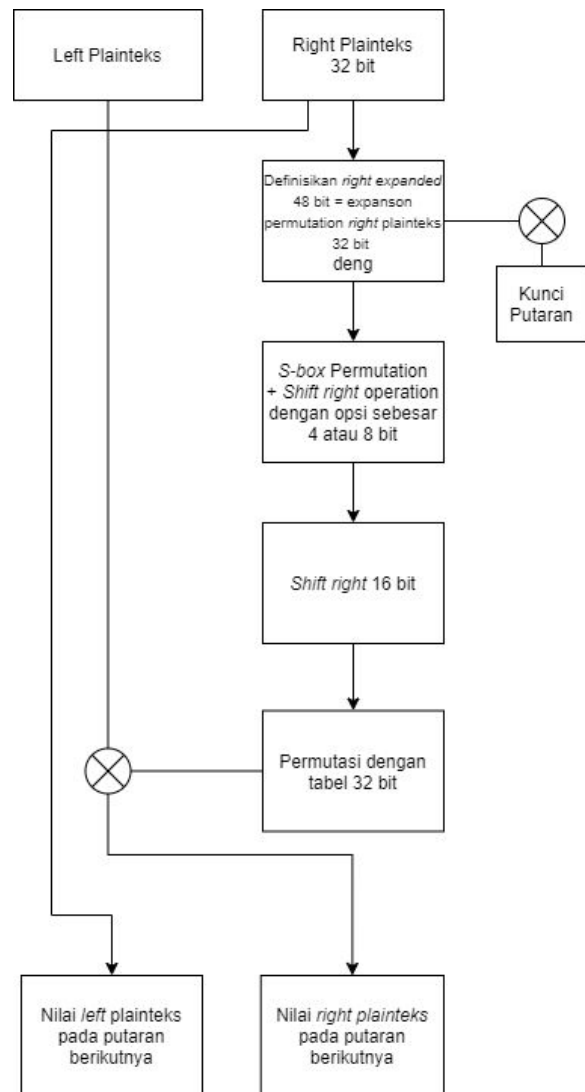 Left Plainteks
Right Plainteks
32 bit
Definisikan right expanded
48 bit = expanson
permutation right plainteks
32 bit
deng
Kunci
Putaran
S-box Permutation
+ Shift right operation
dengan opsi sebesar
4 atau 8 bit
Shift right 16 bit
Permutasi dengan
tabel 32 bit
Nilai left plainteks
pada putaran
berikutnya
Nilai right plainteks
pada putaran
berikutnya